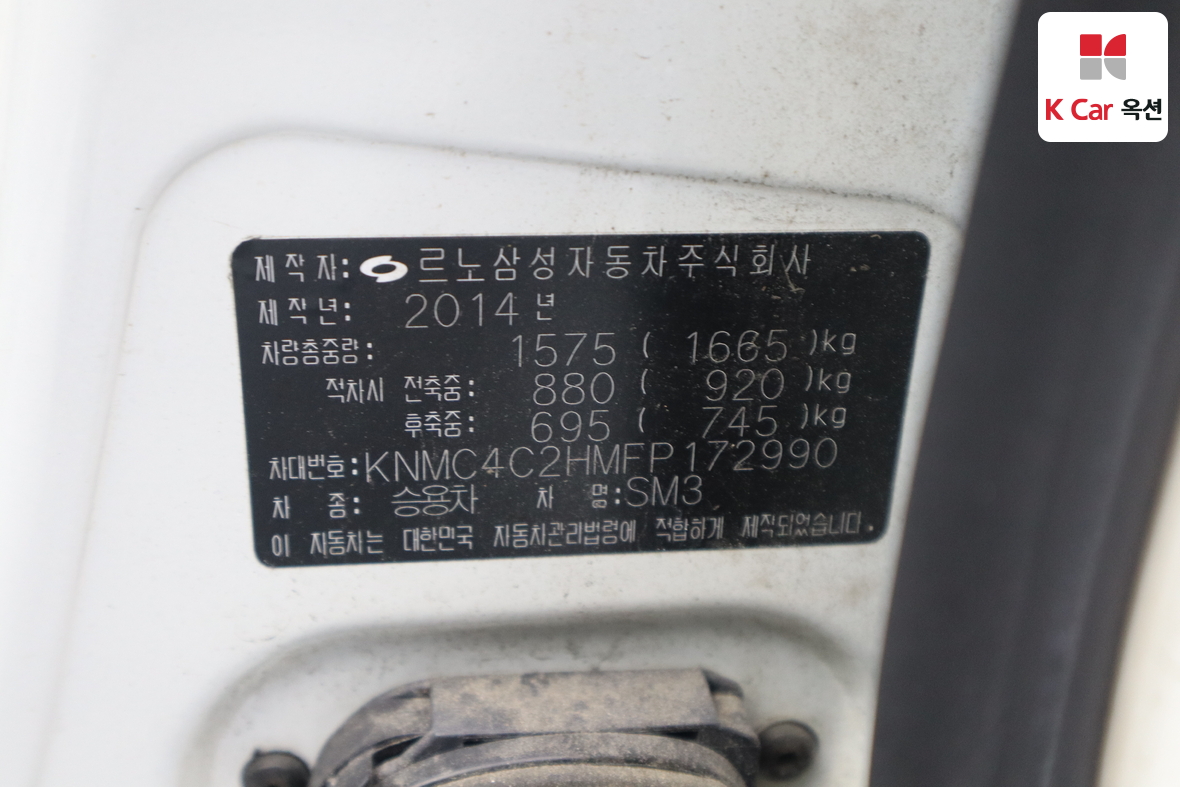 K Car 옥션
제 작 자: 르노삼성자동차주식회사
제 작 년: 2014 년
차량총중량: 1575 ( 1665 )kg
적차시 전축중: 880 ( 920 )kg
후축중: 695 ( 745 )kg
차대번호:KNMC4C2HMFP172990
차 종: 승용차 차 명:SM3
이 자동차는 대한민국 자동차관리법령에 적합하게 제작되었습니다.